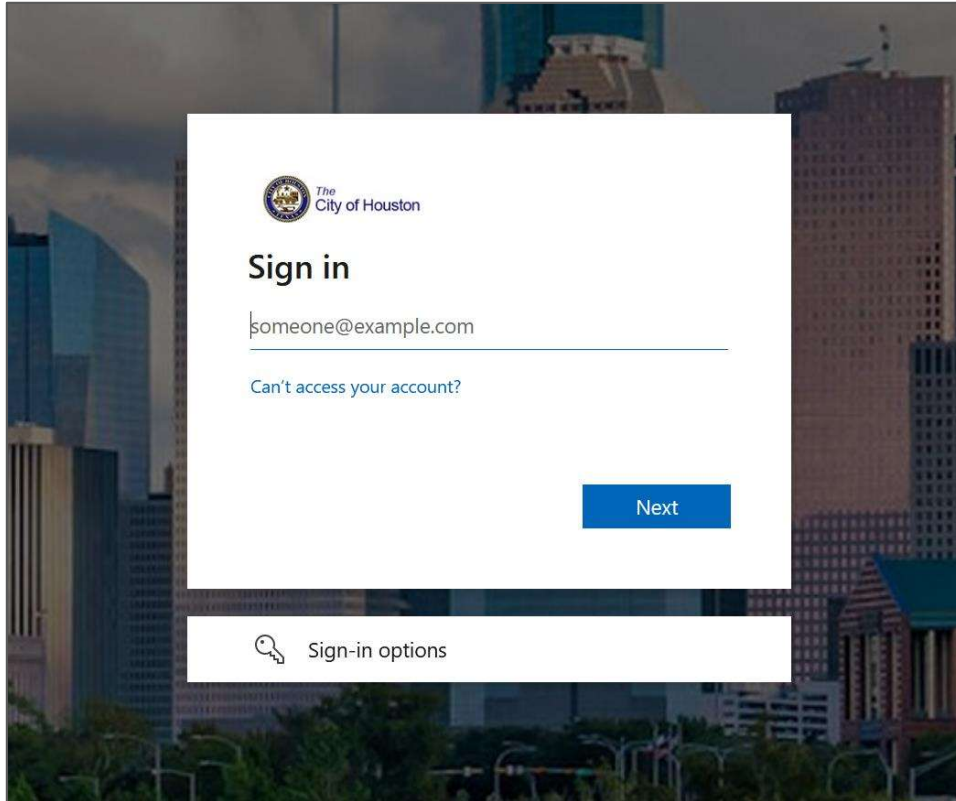 The
City of Houston
Sign in
someone@example.com
Can't access your account?
Next
Sign-in options